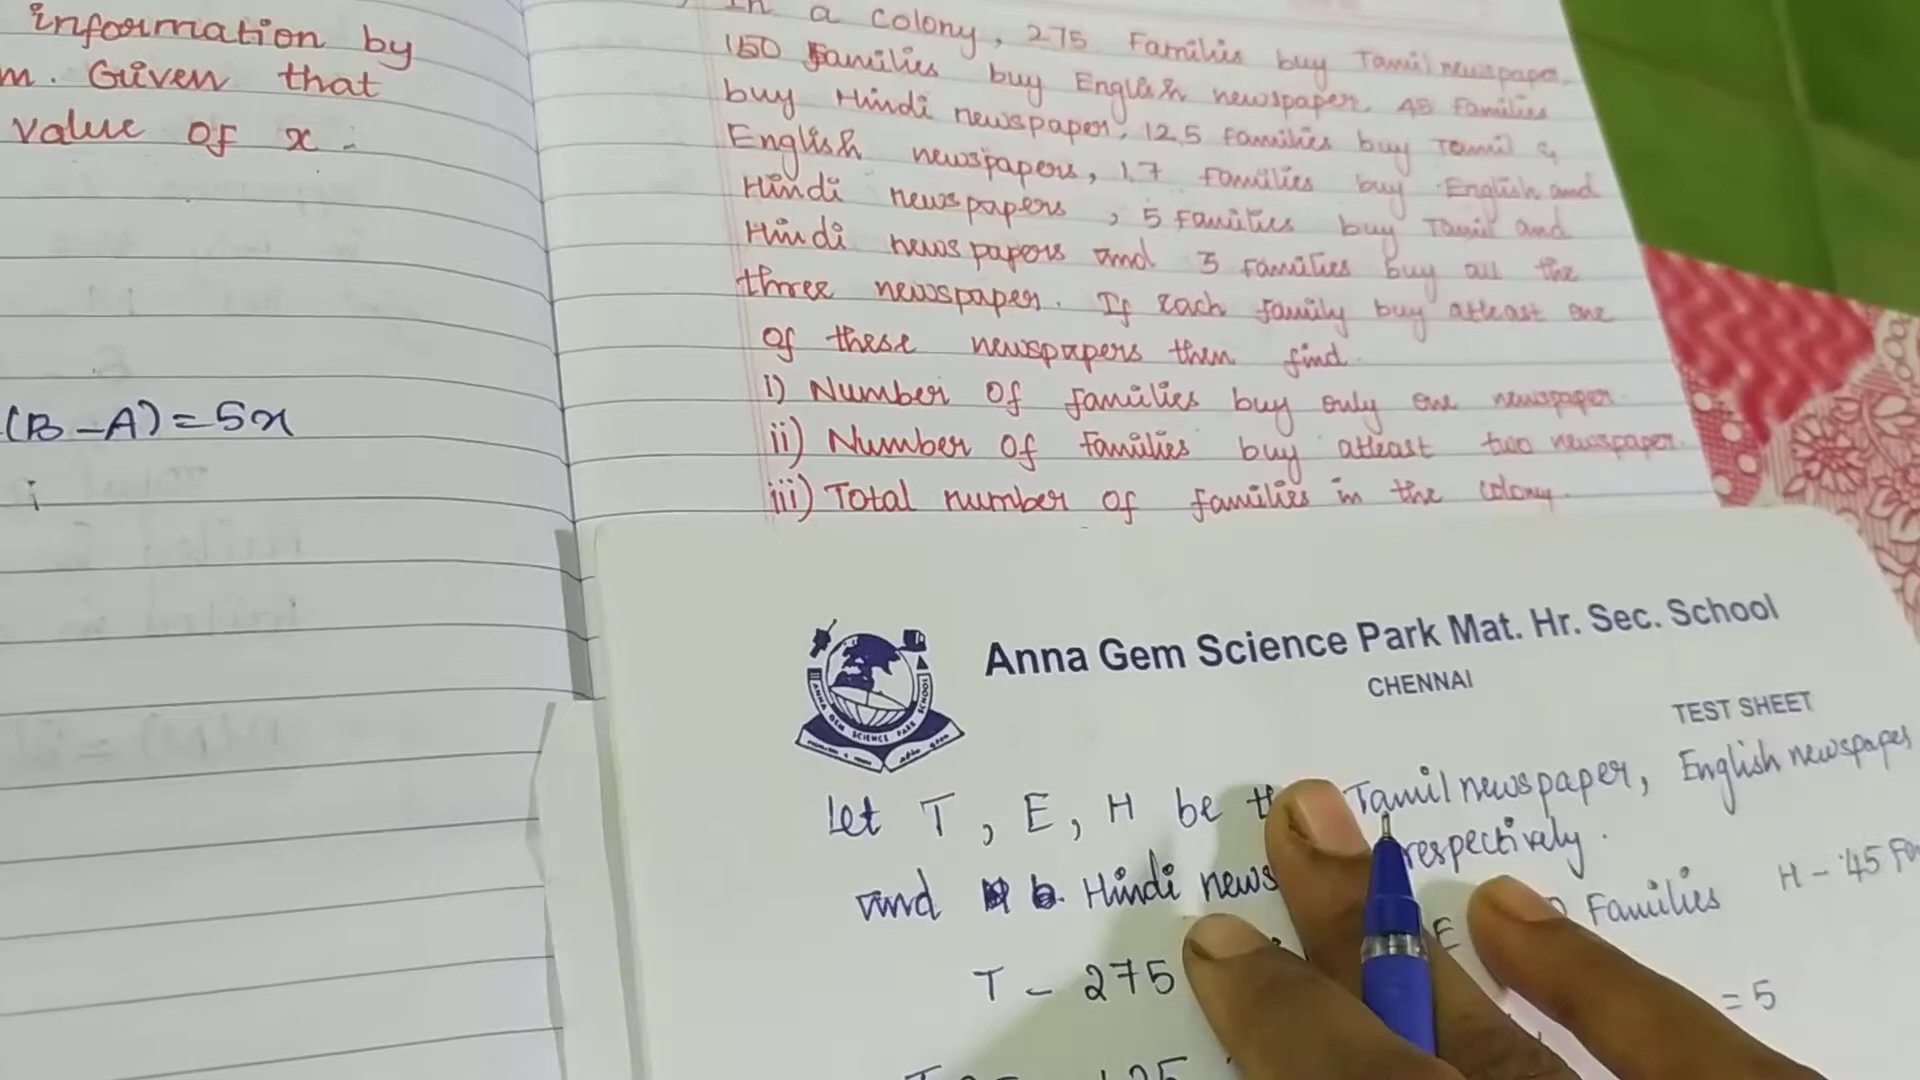 information by
m. Given that
value of x.
(B-A)=5x
In a colony, 275 Families buy Tamil newspaper,
150 Families buy English newspaper, 45 Families
buy Hindi newspaper, 125 Families buy Tamil &
English newspapers, 17 Families buy English and
Hindi newspapers, 5 Families buy Tamil and
Hindi newspapers and 3 Families buy all the
three newspaper. If each family buy atleast one
of these newspapers then find.
i) Number of families buy only one newspaper.
ii) Number of families buy atleast two newspaper.
iii) Total number of families in the colony.
Anna Gem Science Park Mat. Hr. Sec. School
CHENNAI
TEST SHEET
Let T, E, H be Tamil newspaper, English newspaper
and Hindi news respectively.
T - 275 E Families H - 45
= 5